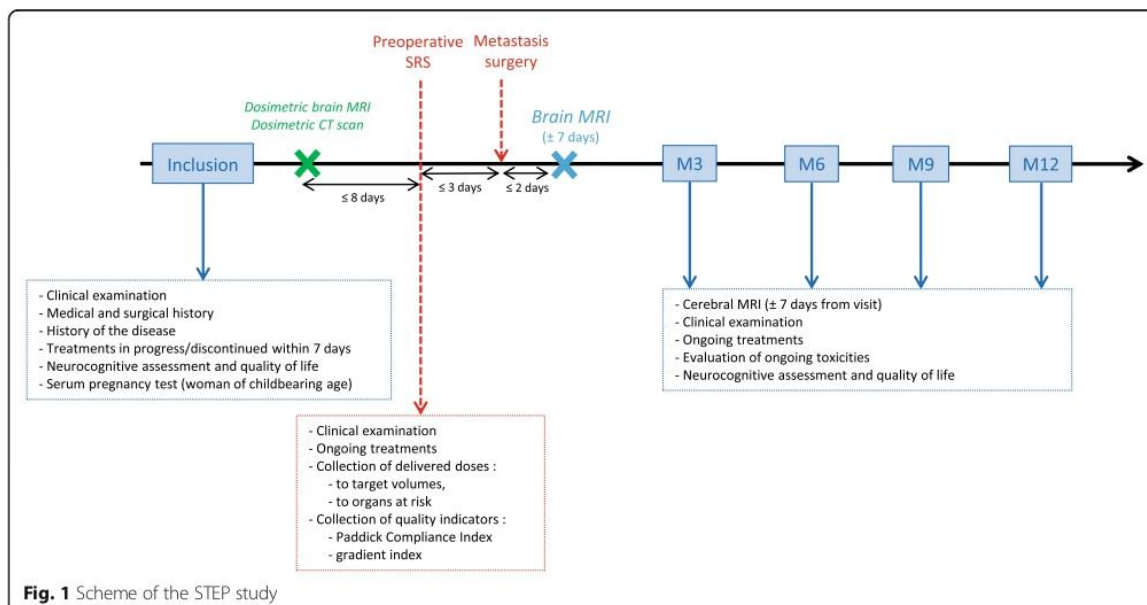 Preoperative
SRS
Metastasis
surgery
Dosimetric brain MRI
Dosimetric CT scan
Brain MRI
(± 7 days)
Inclusion
M3
M6
M9
M12
≤ 8 days
≤ 3 days
≤ 2 days
- Clinical examination
- Medical and surgical history
- History of the disease
- Treatments in progress/discontinued within 7 days
- Neurocognitive assessment and quality of life
- Serum pregnancy test (woman of childbearing age)
- Cerebral MRI (± 7 days from visit)
- Clinical examination
- Ongoing treatments
- Evaluation of ongoing toxicities
- Neurocognitive assessment and quality of life
- Clinical examination
- Ongoing treatments
- Collection of delivered doses :
- to target volumes,
- to organs at risk
- Collection of quality indicators :
- Paddick Compliance Index
- gradient index
Fig. 1 Scheme of the STEP study